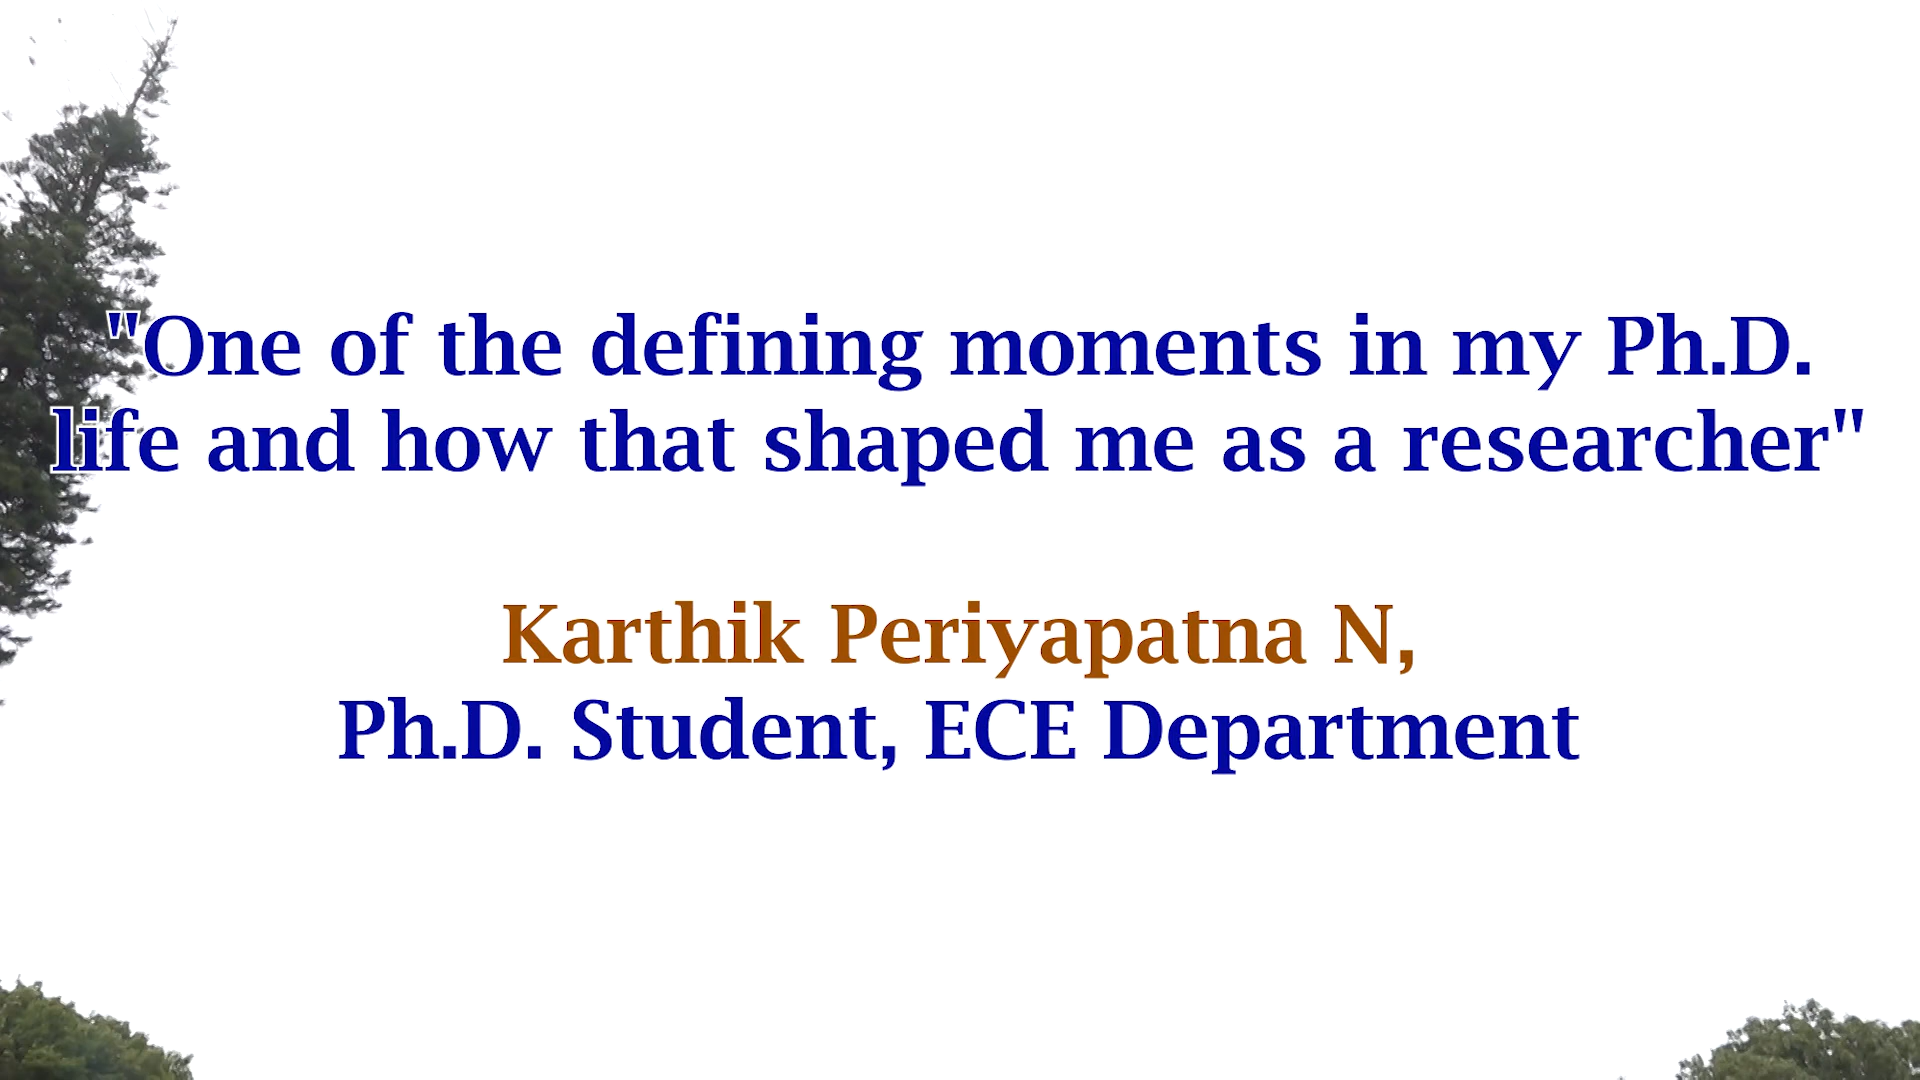 "One of the defining moments in my Ph.D.
life and how that shaped me as a researcher"
Karthik Periyapatna N,
Ph.D. Student, ECE Department